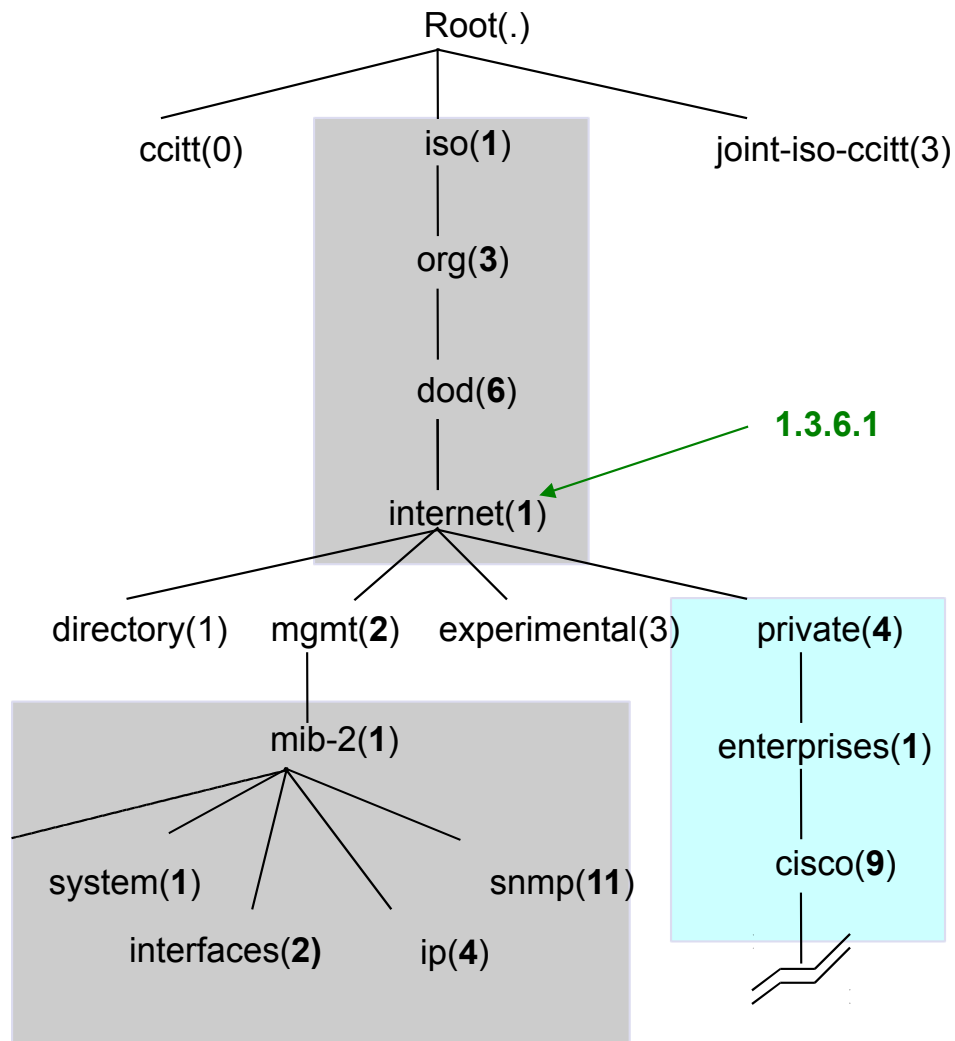 Root(.)
ccitt(0)
iso(1)
joint-iso-ccitt(3)
org(3)
dod(6)
1.3.6.1
internet(1)
directory(1)
mgmt(2)
experimental(3)
private(4)
mib-2(1)
enterprises(1)
cisco(9)
system(1)
snmp(11)
interfaces(2)
ip(4)